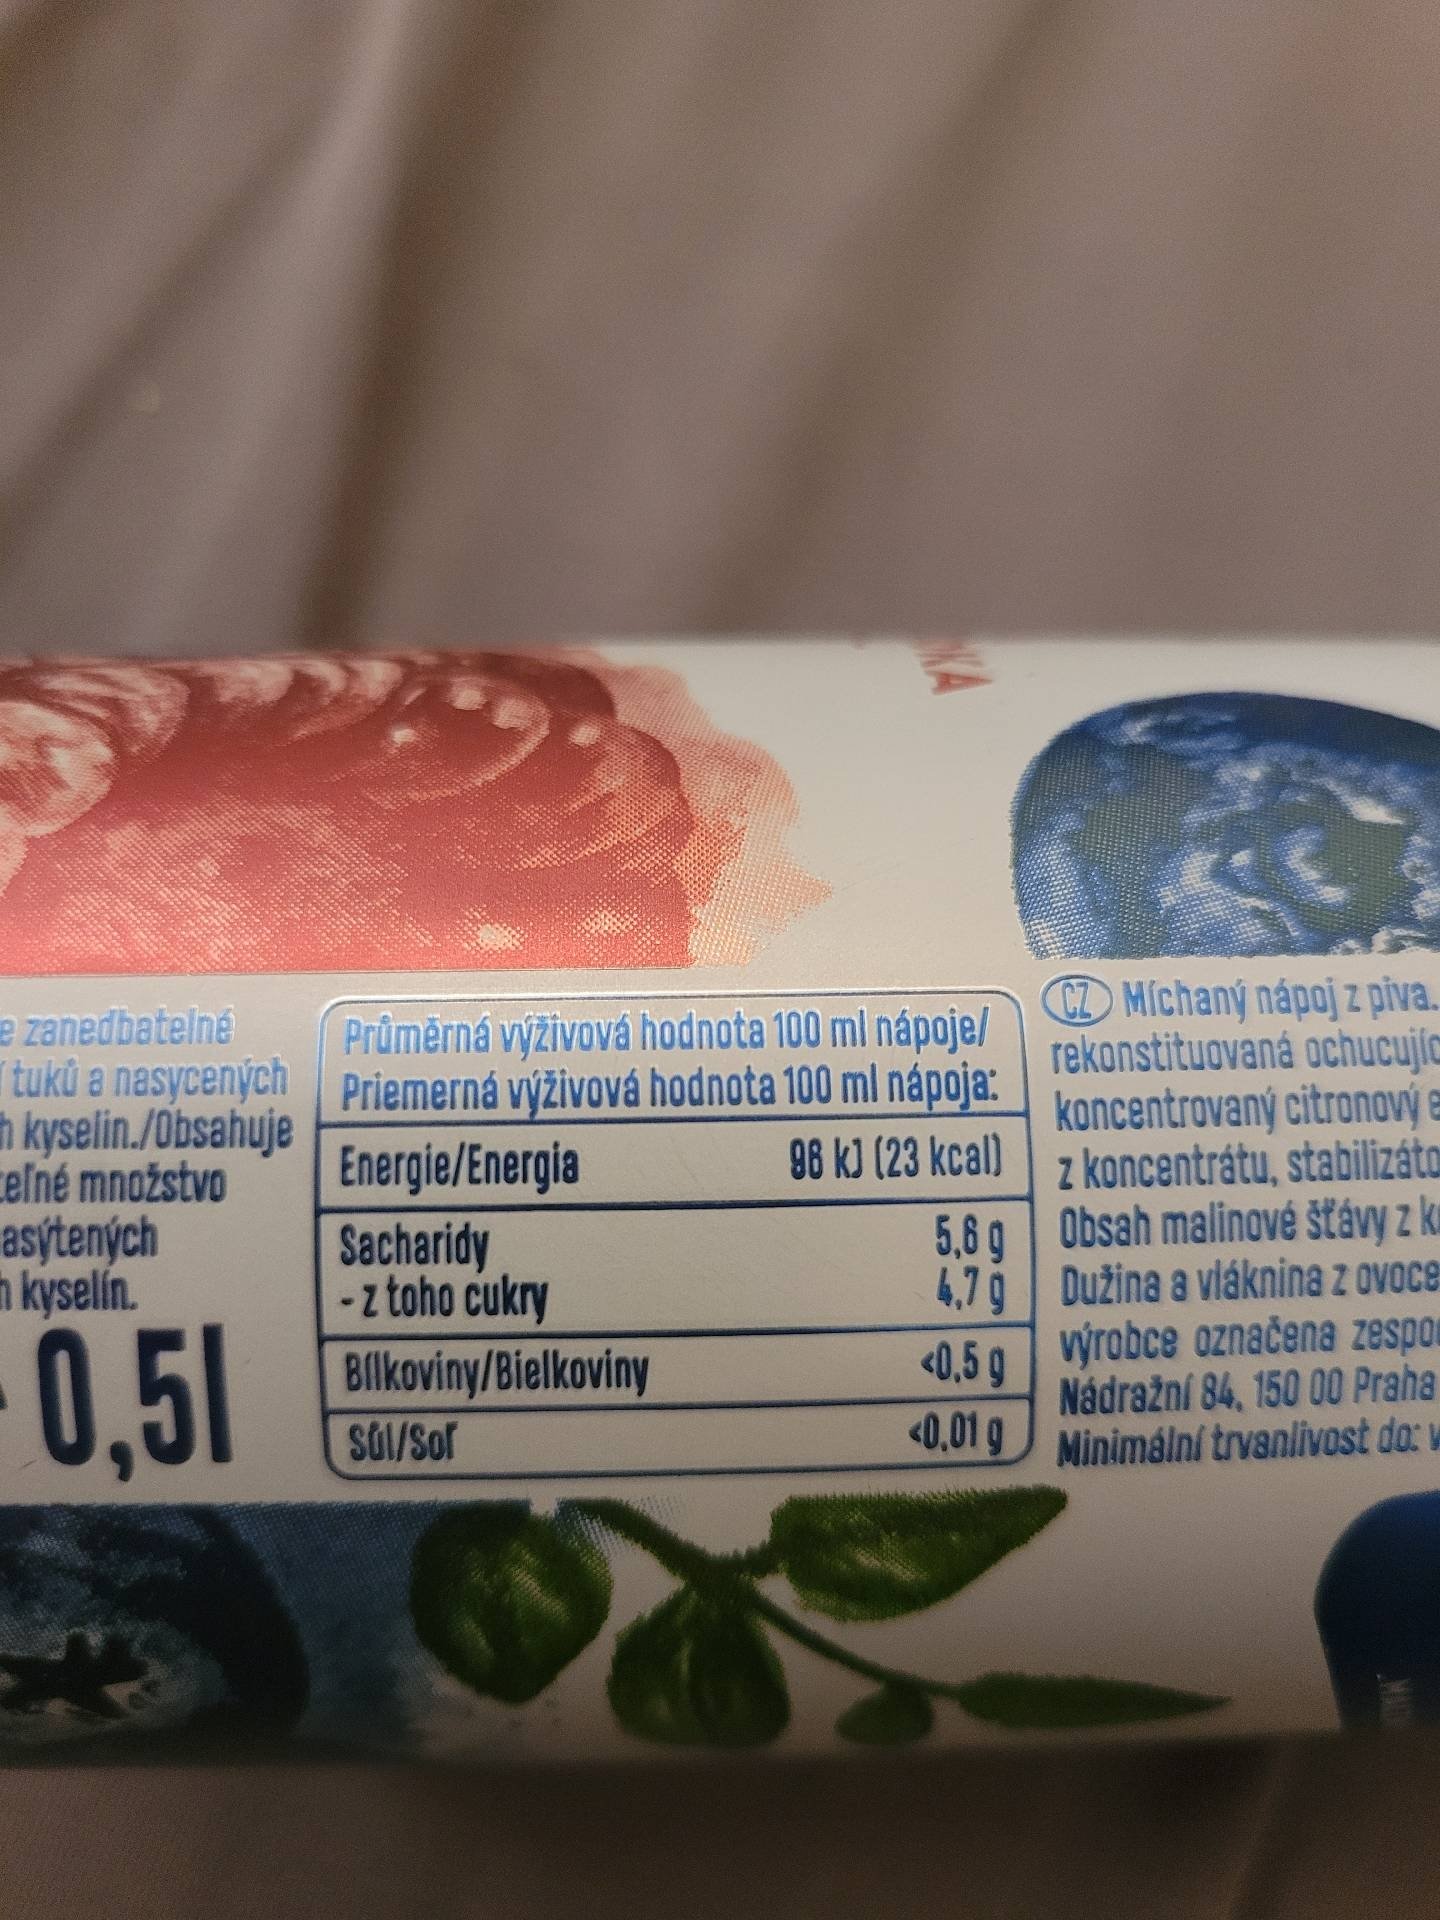 KA
e zanedbatelné
í tuků a nasycených
h kyselin./Obsahuje
teľné množstvo
asýtených
h kyselín.
0,5l
Průměrná výživová hodnota 100 ml nápoje/
Priemerná výživová hodnota 100 ml nápoja:
Energie/Energia 98 kJ (23 kcal)
Sacharidy 5,6 g
- z toho cukry 4,7 g
Bílkoviny/Bielkoviny <0,5 g
Sůl/Soľ <0,01 g
CZ Míchaný nápoj z piva.
rekonstituovaná ochucujíc
koncentrovaný citronový e
z koncentrátu, stabilizáto
Obsah malinové šťávy z k
Dužina a vláknina z ovoce
výrobce označena zespo
Nádražní 84, 150 00 Praha
Minimální trvanlivost do: v